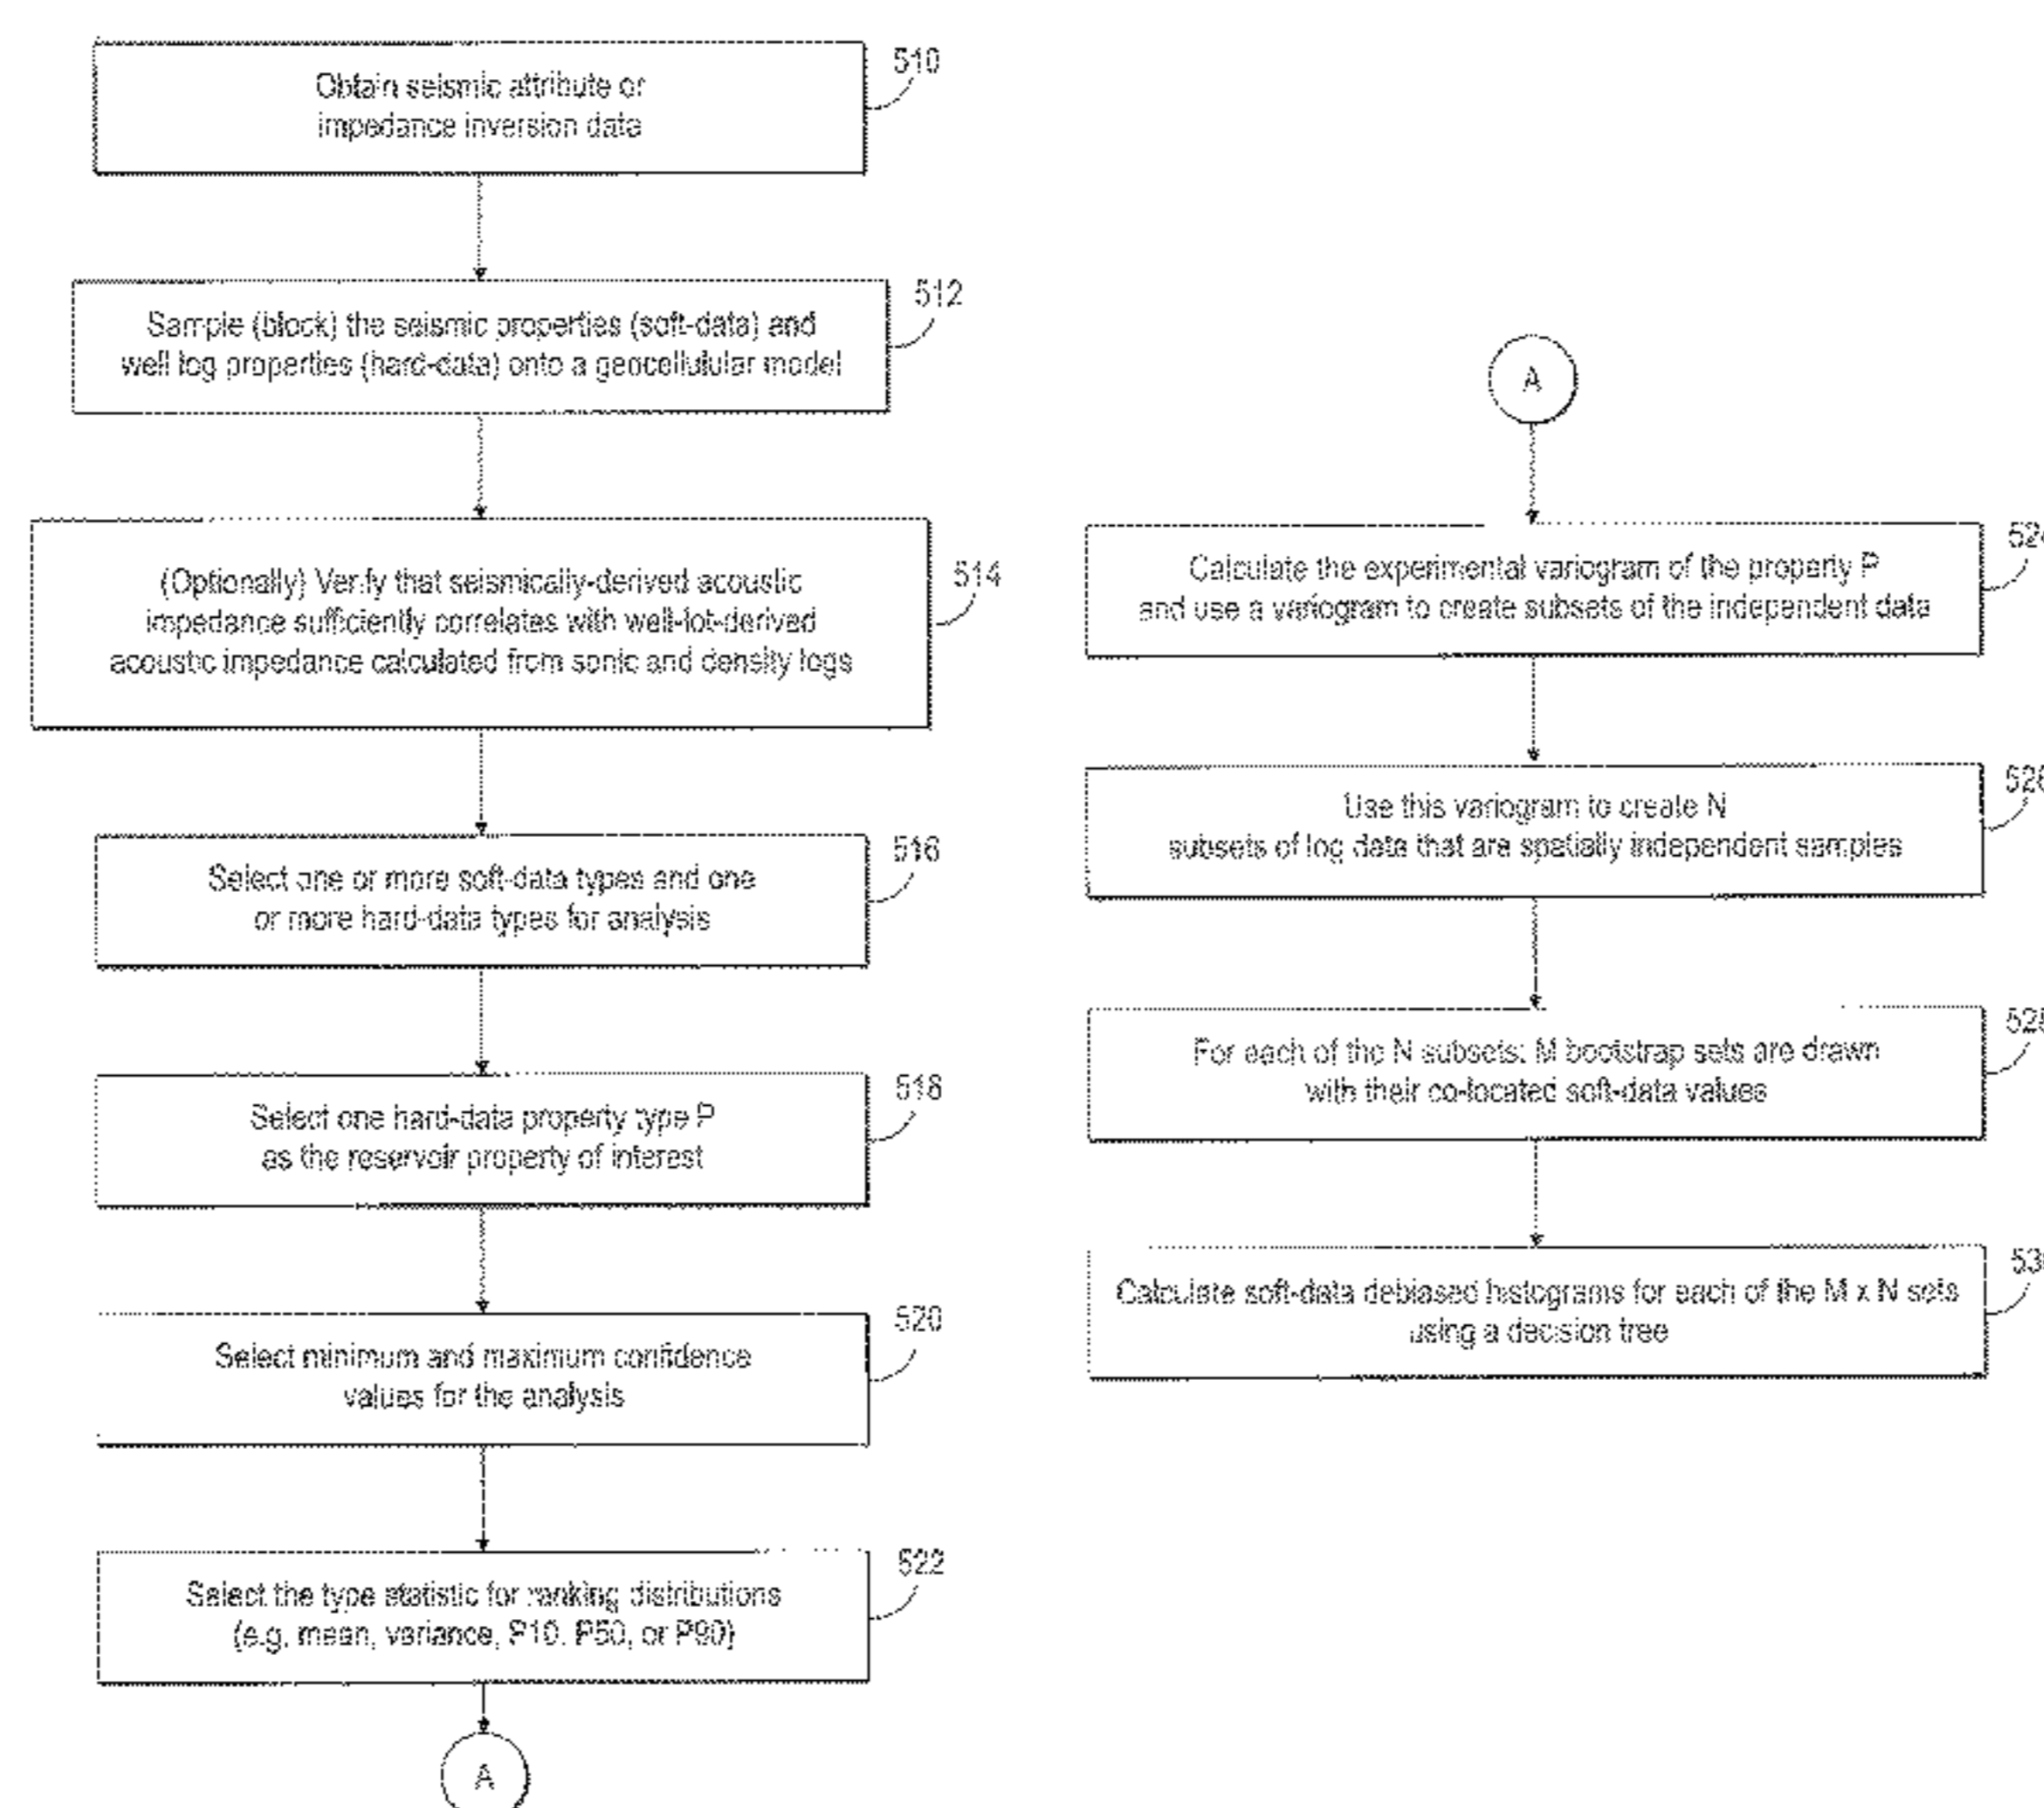 Obtain seismic attribute or
impedance inversion data
510
Sample (block) the seismic properties (soft-data) and
well log properties (hard-data) onto a geocellulular model
512
(Optionally) Verify that seismically-derived acoustic
impedance sufficiently correlates with well-lot-derived
acoustic impedance calculated from sonic and density logs
514
Select one or more soft-data types and one
or more hard-data types for analysis
516
Select one hard-data property type P
as the reservoir property of interest
518
Select minimum and maximum confidence
values for the analysis
520
Select the type statistic for ranking distributions
(e.g, mean, variance, P10, P50, or P90)
522
A
A
Calculate the experimental variogram of the property P
and use a variogram to create subsets of the independent data
Use this variogram to create N
subsets of log data that are spatially independent samples
For each of the N subsets: M bootstrap sets are drawn
with their co-located soft-data values
Calculate soft-data debiased histograms for each of the M x N sets
using a decision tree